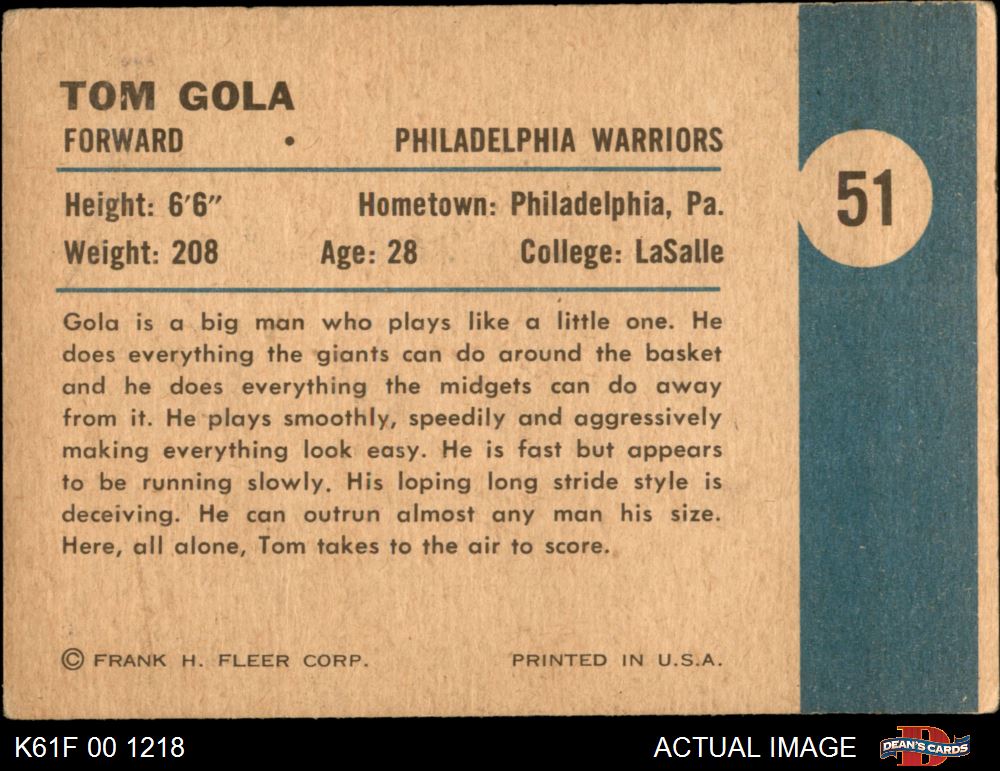 TOM GOLA
FORWARD • PHILADELPHIA WARRIORS
Height: 6'6" Hometown: Philadelphia, Pa.
Weight: 208 Age: 28 College: LaSalle
51
Gola is a big man who plays like a little one. He
does everything the giants can do around the basket
and he does everything the midgets can do away
from it. He plays smoothly, speedily and aggressively
making everything look easy. He is fast but appears
to be running slowly. His loping long stride style is
deceiving. He can outrun almost any man his size.
Here, all alone, Tom takes to the air to score.
© FRANK H. FLEER CORP. PRINTED IN U.S.A.
K61F 00 1218 ACTUAL IMAGE DEAN'S CARDS